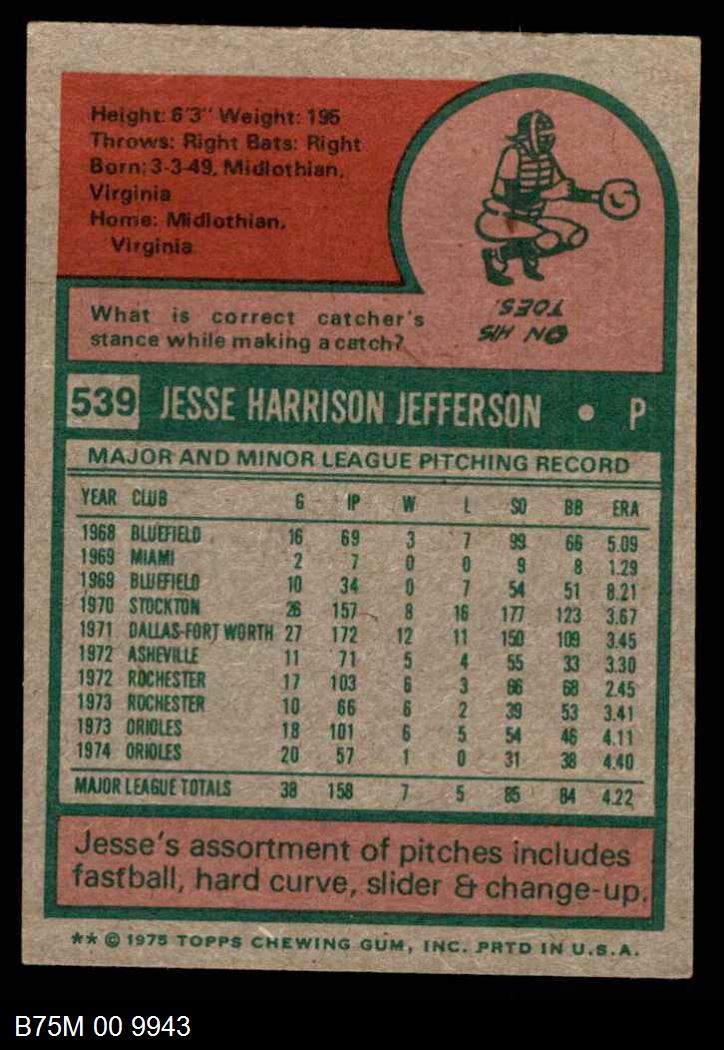 Height: 6'3" Weight: 195
Throws: Right Bats: Right
Born: 3-3-49, Midlothian,
Virginia
Home: Midlothian,
Virginia
What is correct catcher's
stance while making a catch?
ON HIS
TOES.
539 JESSE HARRISON JEFFERSON • P
MAJOR AND MINOR LEAGUE PITCHING RECORD
YEAR CLUB G IP W L SO BB ERA
1968 BLUEFIELD 16 69 3 7 99 66 5.09
1969 MIAMI 2 7 0 0 9 8 1.29
1969 BLUEFIELD 10 34 0 7 54 51 8.21
1970 STOCKTON 26 157 8 16 177 123 3.67
1971 DALLAS-FORT WORTH 27 172 12 11 150 109 3.45
1972 ASHEVILLE 11 71 5 4 55 33 3.30
1972 ROCHESTER 17 103 6 3 66 68 2.45
1973 ROCHESTER 10 66 6 2 39 53 3.41
1973 ORIOLES 18 101 6 5 54 46 4.11
1974 ORIOLES 20 57 1 0 31 38 4.40
MAJOR LEAGUE TOTALS 38 158 7 5 85 84 4.22
Jesse's assortment of pitches includes
fastball, hard curve, slider & change-up.
** © 1975 TOPPS CHEWING GUM, INC. PRTD IN U.S.A.
B75M 00 9943